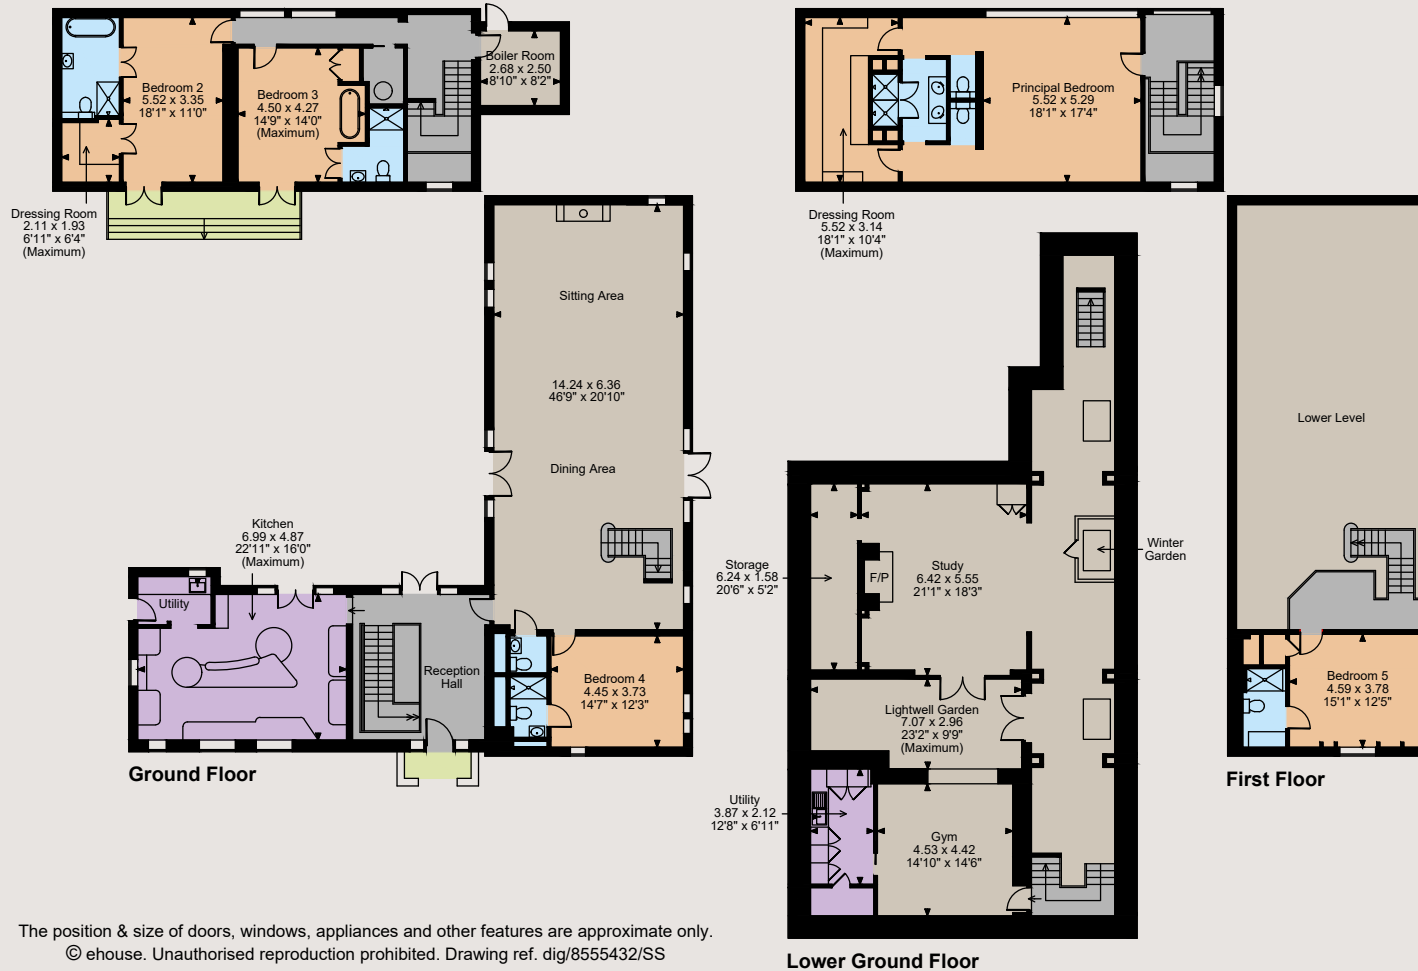 Bedroom 2
5.52 x 3.35
18'1" x 11'0"
Bedroom 3
4.50 x 4.27
14'9" x 14'0"
(Maximum)
Boiler Room
2.68 x 2.50
8'10" x 8'2"
Dressing Room
2.11 x 1.93
6'11" x 6'4"
(Maximum)
Principal Bedroom
5.52 x 5.29
18'1" x 17'4"
Dressing Room
5.52 x 3.14
18'1" x 10'4"
(Maximum)
Sitting Area
14.24 x 6.36
46'9" x 20'10"
Dining Area
Kitchen
6.99 x 4.87
22'11" x 16'0"
(Maximum)
Utility
Reception
Hall
Bedroom 4
4.45 x 3.73
14'7" x 12'3"
Ground Floor
Storage
6.24 x 1.58
20'6" x 5'2"
F/P
Study
6.42 x 5.55
21'1" x 18'3"
Winter
Garden
Lightwell Garden
7.07 x 2.96
23'2" x 9'9"
(Maximum)
Utility
3.87 x 2.12
12'8" x 6'11"
Gym
4.53 x 4.42
14'10" x 14'6"
Lower Ground Floor
Lower Level
Bedroom 5
4.59 x 3.78
15'1" x 12'5"
First Floor
The position & size of doors, windows, appliances and other features are approximate only.
© ehouse. Unauthorised reproduction prohibited. Drawing ref. dig/8555432/SS